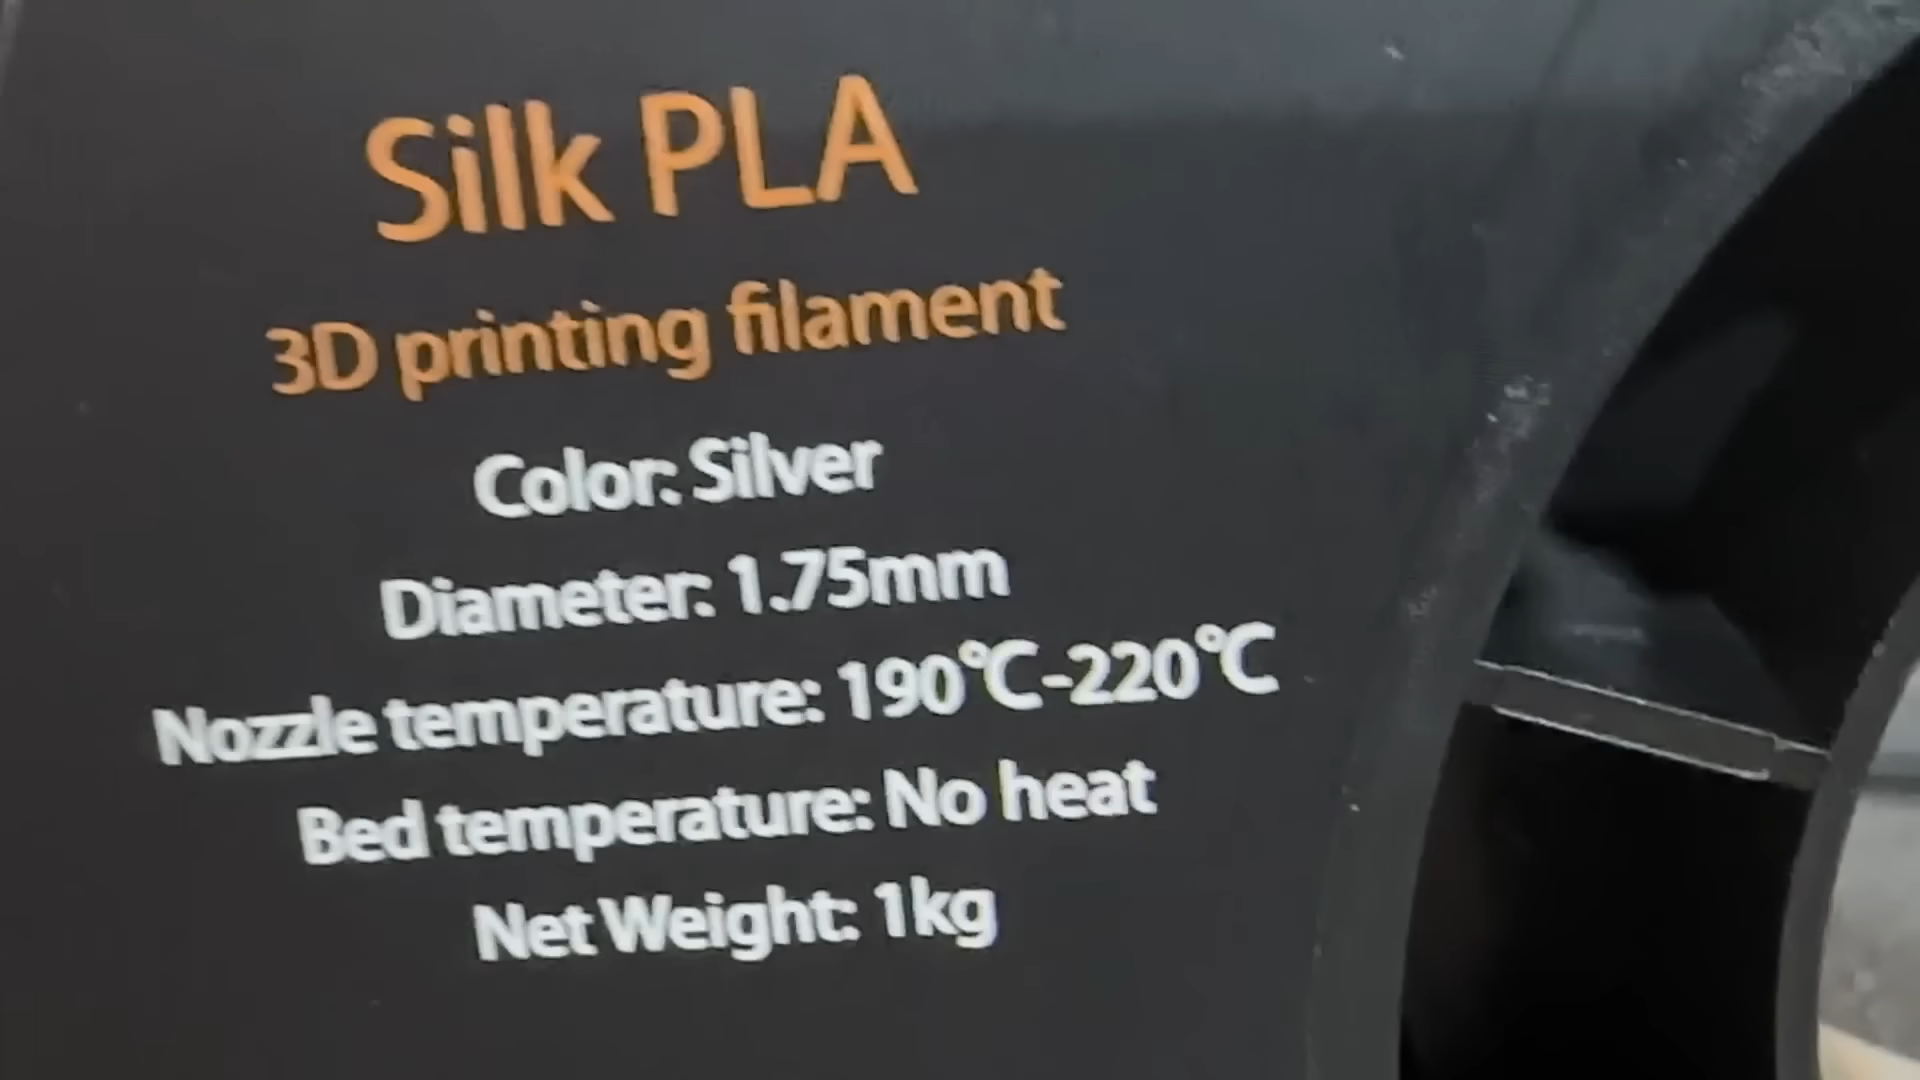 Silk PLA
3D printing filament
Color: Silver
Diameter: 1.75mm
Nozzle temperature: 190℃-220℃
Bed temperature: No heat
Net Weight: 1kg